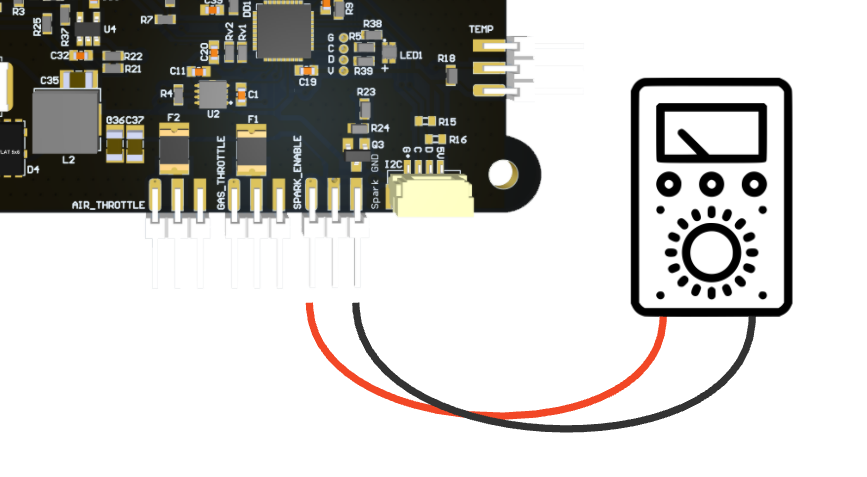 R3
R25
R37
U4
C32
R22
R21
C35
L2
C36
C37
D4
R7
C20
Rv2
Rv1
DD1
R9
C11
R4
U2
C1
C19
F2
F1
G
C
D
V
R38
R5
R39
LED1
+
R18
TEMP
R23
R24
Q3
R15
R16
I2C
G
C
D
5V
AIR_THROTTLE
GAS_THROTTLE
SPARK_ENABLE
Spark GND